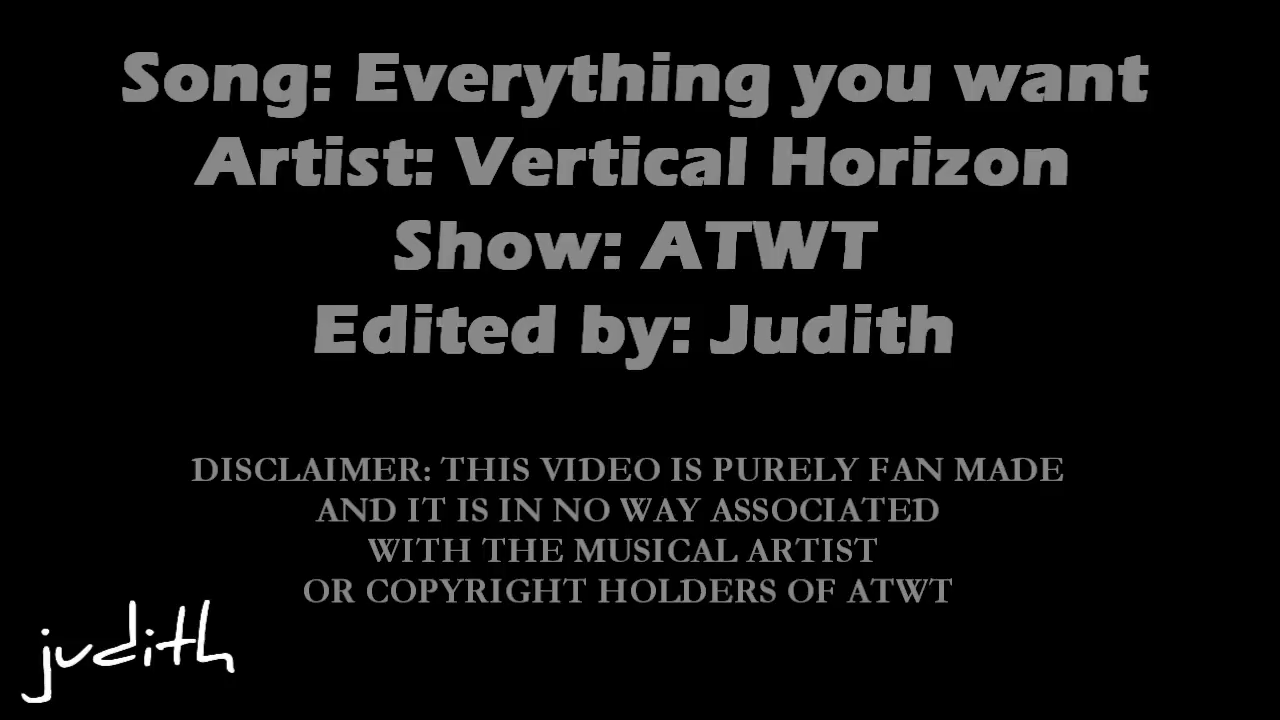 Song: Everything you want
Artist: Vertical Horizon
Show: ATWT
Edited by: Judith
DISCLAIMER: THIS VIDEO IS PURELY FAN MADE
AND IT IS IN NO WAY ASSOCIATED
WITH THE MUSICAL ARTIST
OR COPYRIGHT HOLDERS OF ATWT
judith